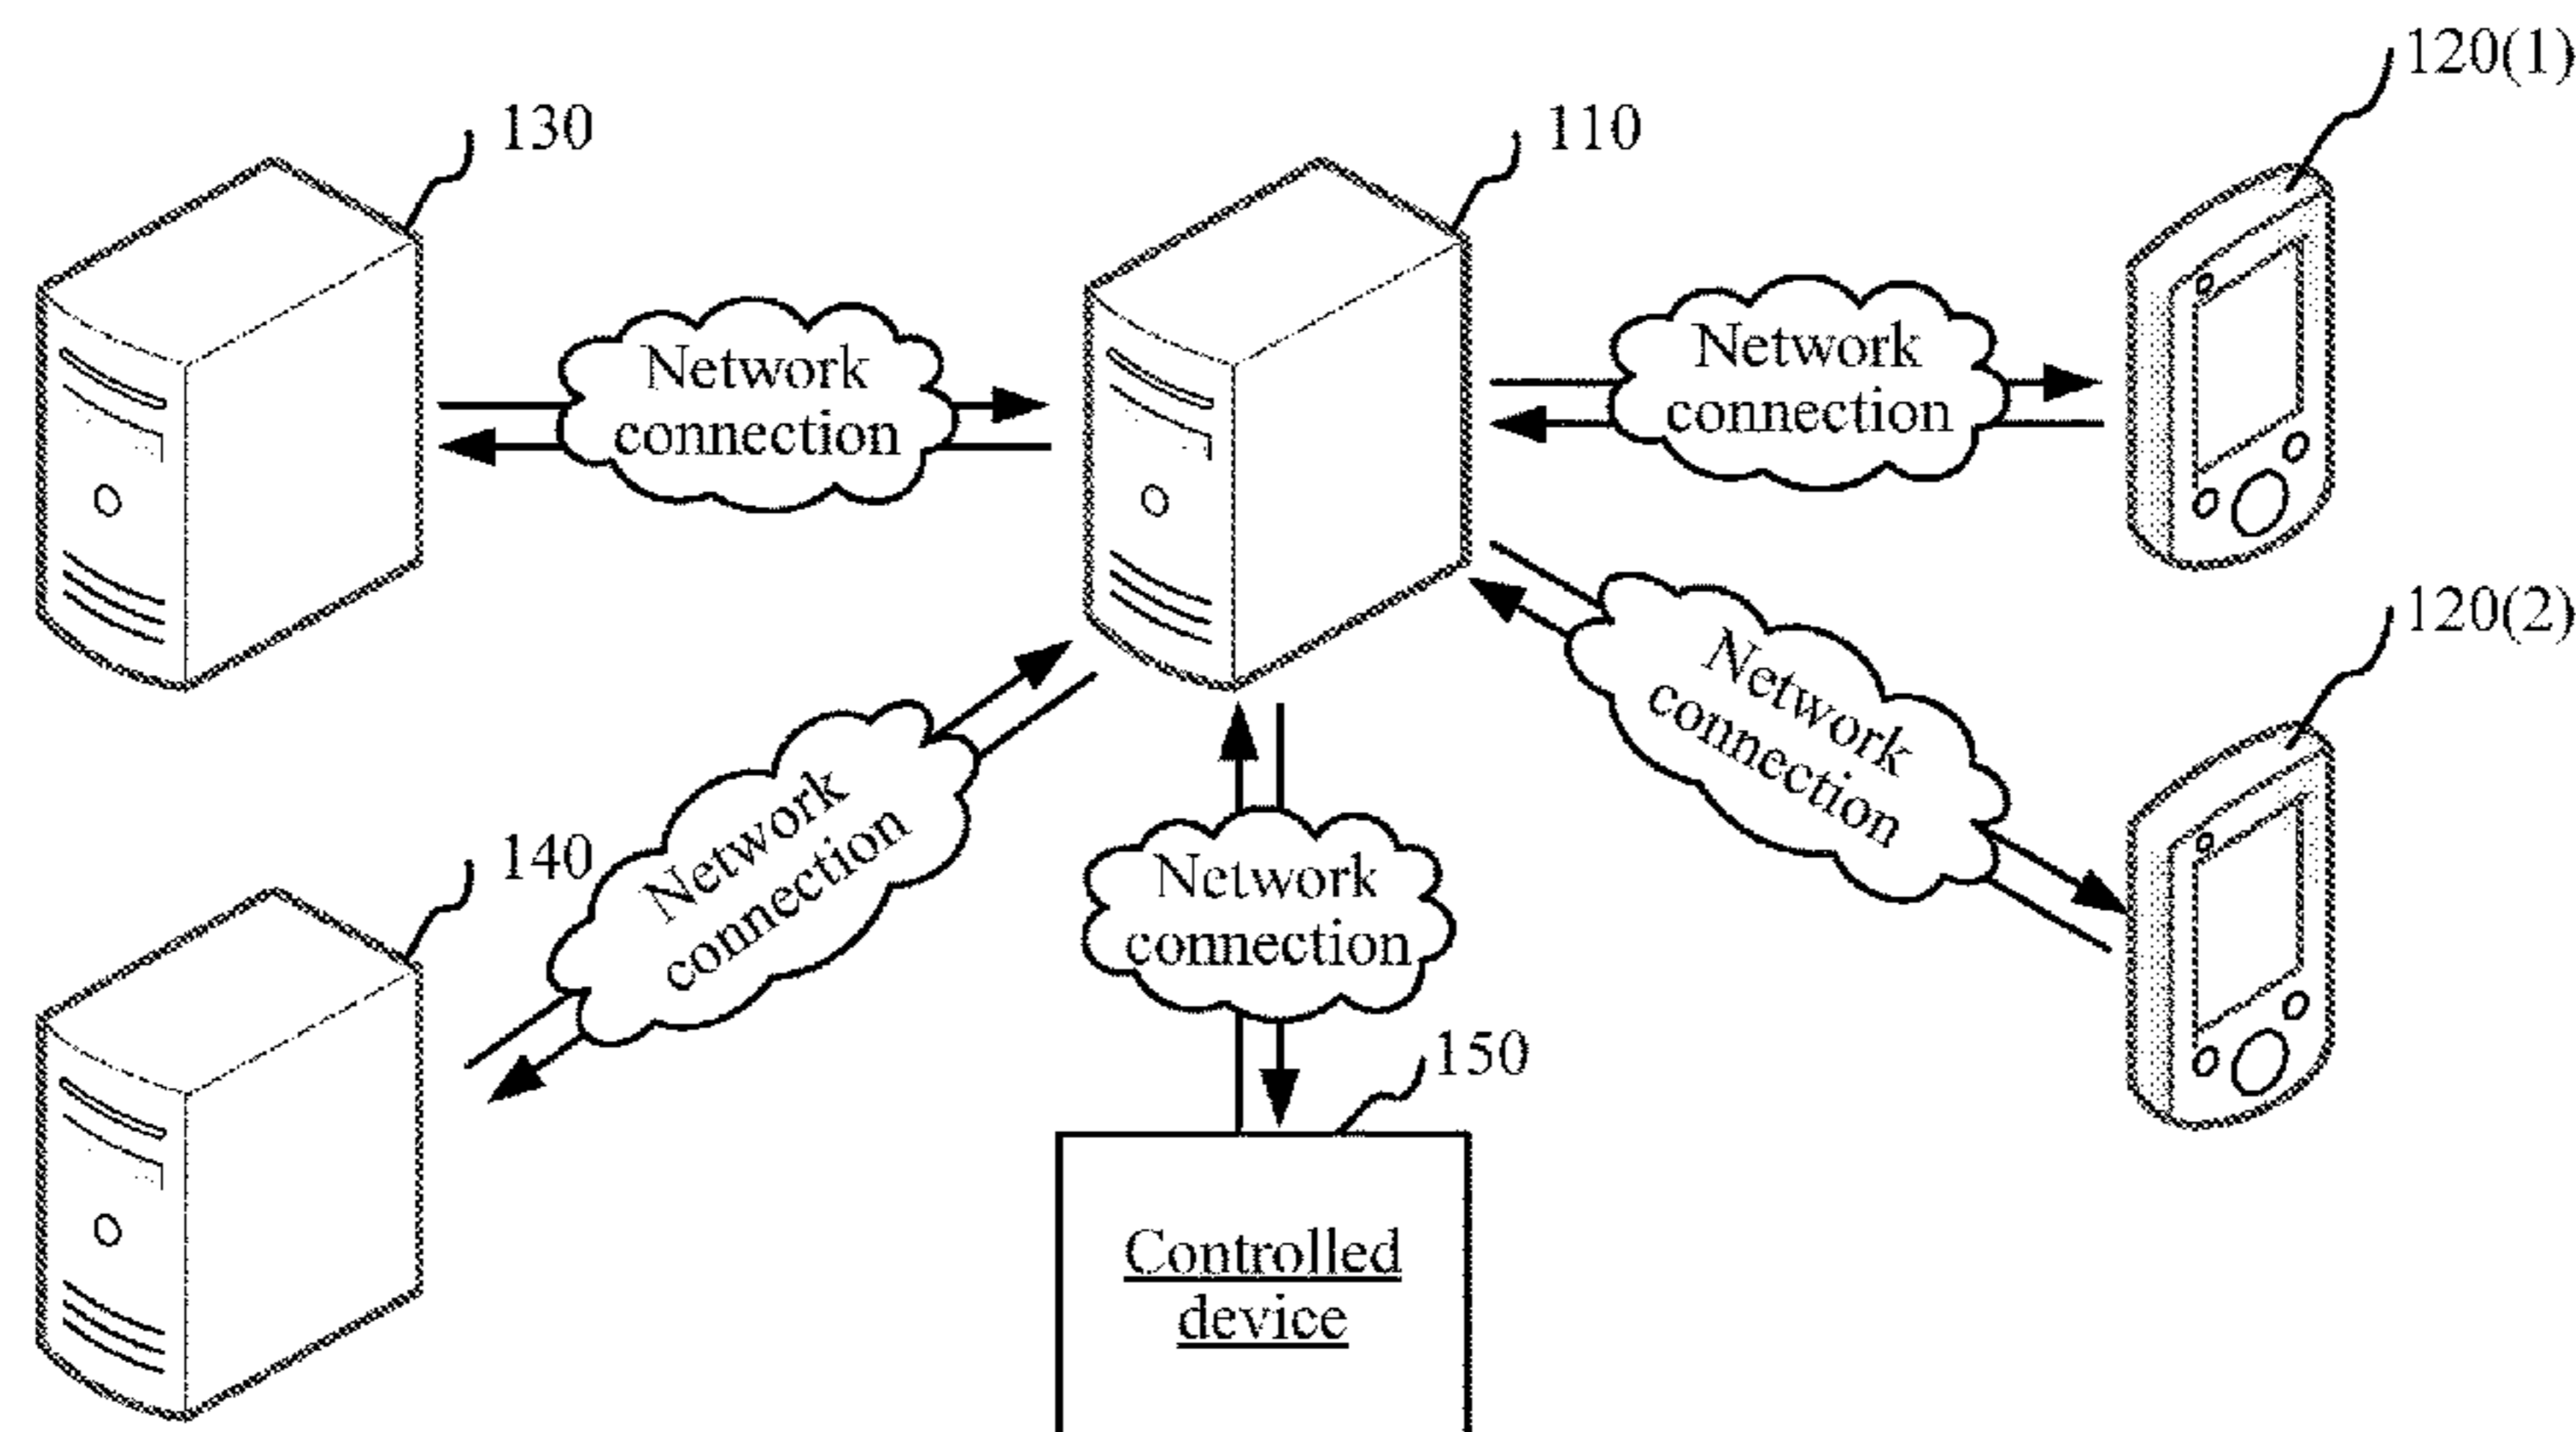 120(1)
130
110
Network
connection
Network
connection
120(2)
Network
connection
Network
connection
140
Network
connection
150
Controlled
device